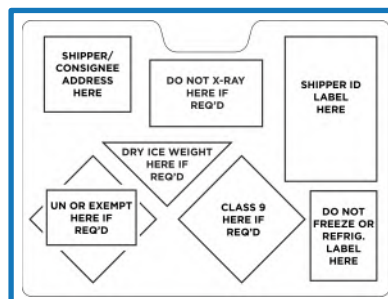 SHIPPER/
CONSIGNEE
ADDRESS
HERE
DO NOT X-RAY
HERE IF
REQ'D
SHIPPER ID
LABEL
HERE
DRY ICE WEIGHT
HERE IF
REQ'D
UN OR EXEMPT
HERE IF
REQ'D
CLASS 9
HERE IF
REQ'D
DO NOT
FREEZE OR
REFRIG.
LABEL
HERE